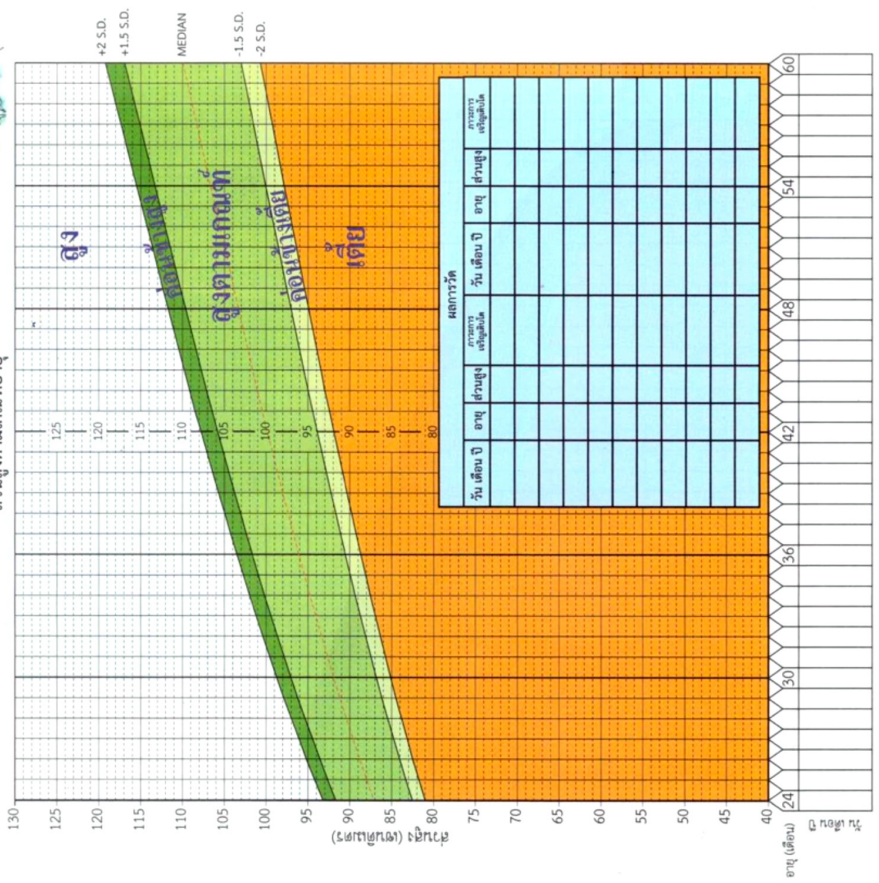 +2 S.D.
+1.5 S.D.
MEDIAN
-1.5 S.D.
-2 S.D.
สูง
ค่อนข้างสูง
สูงตามเกณฑ์
ค่อนข้างเตี้ย
เตี้ย
130
125
120
115
110
105
100
95
90
85
80
75
70
65
60
55
50
45
40
ส่วนสูง (เซนติเมตร)
125
120
115
110
105
100
95
90
85
80
ผลการวัด
วัน เดือน ปี อายุ ส่วนสูง ภาวะการเจริญเติบโต วัน เดือน ปี อายุ ส่วนสูง ภาวะการเจริญเติบโต
อายุ (เดือน) 24 30 36 42 48 54 60
วัน เดือน ปี